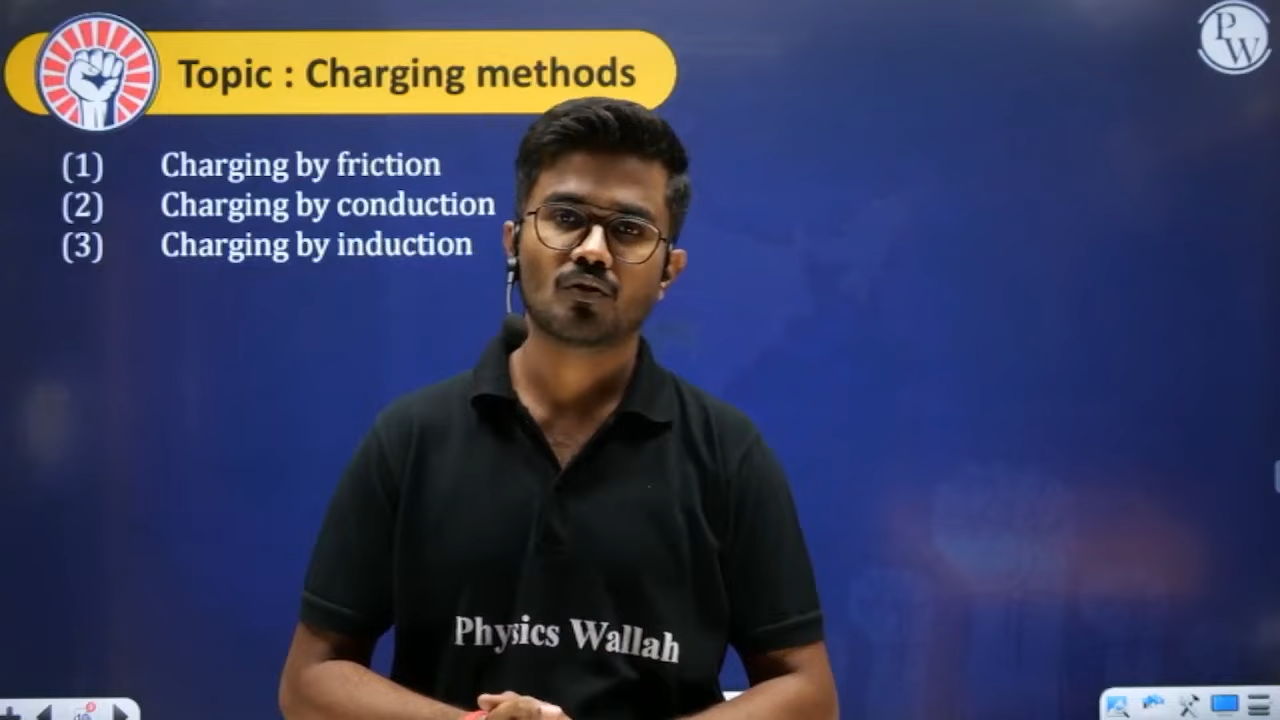 Topic : Charging methods
PW
(1) Charging by friction
(2) Charging by conduction
(3) Charging by induction
Physics Wallah